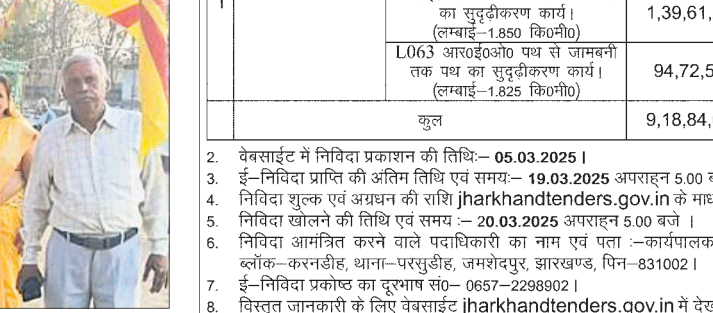 1
का सुदृढ़ीकरण कार्य।
1,39,61,
(लम्बाई–1.850 कि0मी0)
L063 आर0ई0ओ0 पथ से जामबनी
तक पथ का सुदृढ़ीकरण कार्य।
94,72,5
(लम्बाई–1.825 कि0मी0)
कुल
9,18,84,
2. वेबसाईट में निविदा प्रकाशन की तिथिः– 05.03.2025।
3. ई–निविदा प्राप्ति की अंतिम तिथि एवं समयः– 19.03.2025 अपराहन 5.00 ब
4. निविदा शुल्क एवं अग्रधन की राशि jharkhandtenders.gov.in के माध
5. निविदा खोलने की तिथि एवं समय :– 20.03.2025 अपराहन 5.00 बजे ।
6. निविदा आमंत्रित करने वाले पदाधिकारी का नाम एवं पता :–कार्यपालक
ब्लॉक–करनडीह, थाना–परसुडीह, जमशेदपुर, झारखण्ड, पिन–831002।
7. ई–निविदा प्रकोष्ठ का दूरभाष सं0– 0657–2298902।
8. विस्तृत जानकारी के लिए वेबसाईट jharkhandtenders.gov.in में देख